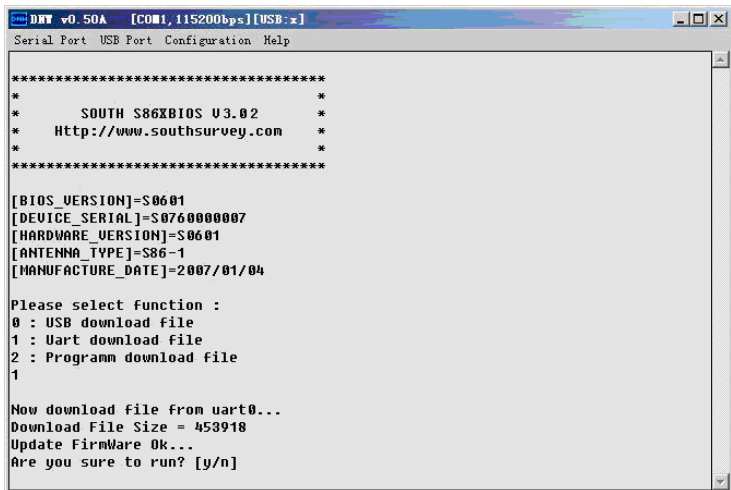 DNW v0.50A [COM1,115200bps][USB:x]
Serial Port USB Port Configuration Help
***********************************
* *
* SOUTH S86XBIOS V3.02 *
* Http://www.southsurvey.com *
* *
***********************************
[BIOS_VERSION]=S0601
[DEVICE_SERIAL]=S0760000007
[HARDWARE_VERSION]=S0601
[ANTENNA_TYPE]=S86-1
[MANUFACTURE_DATE]=2007/01/04
Please select function :
0 : USB download file
1 : Uart download file
2 : Programm download file
1
Now download file from uart0...
Download File Size = 453918
Update FirmWare Ok...
Are you sure to run? [y/n]